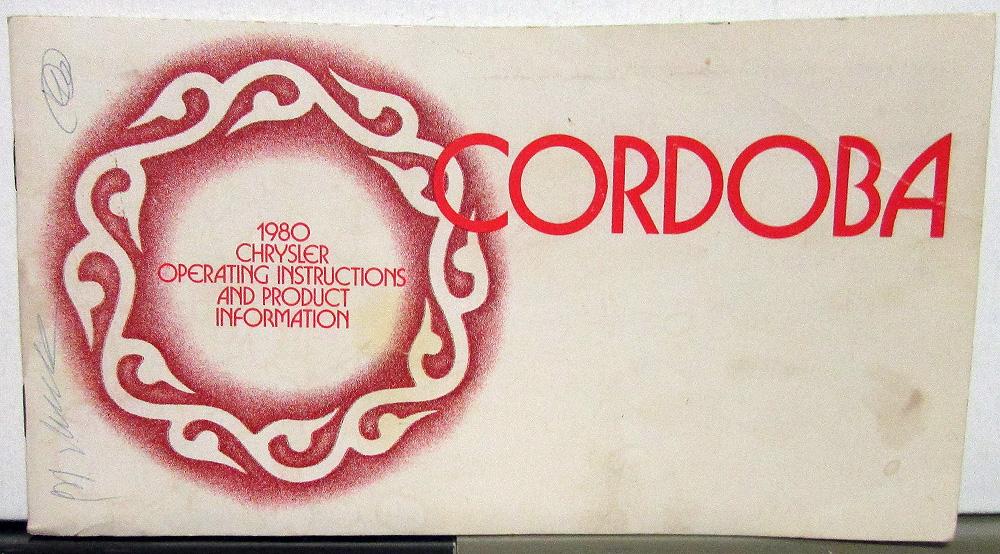 CORDOBA
1980
CHRYSLER
OPERATING INSTRUCTIONS
AND PRODUCT
INFORMATION